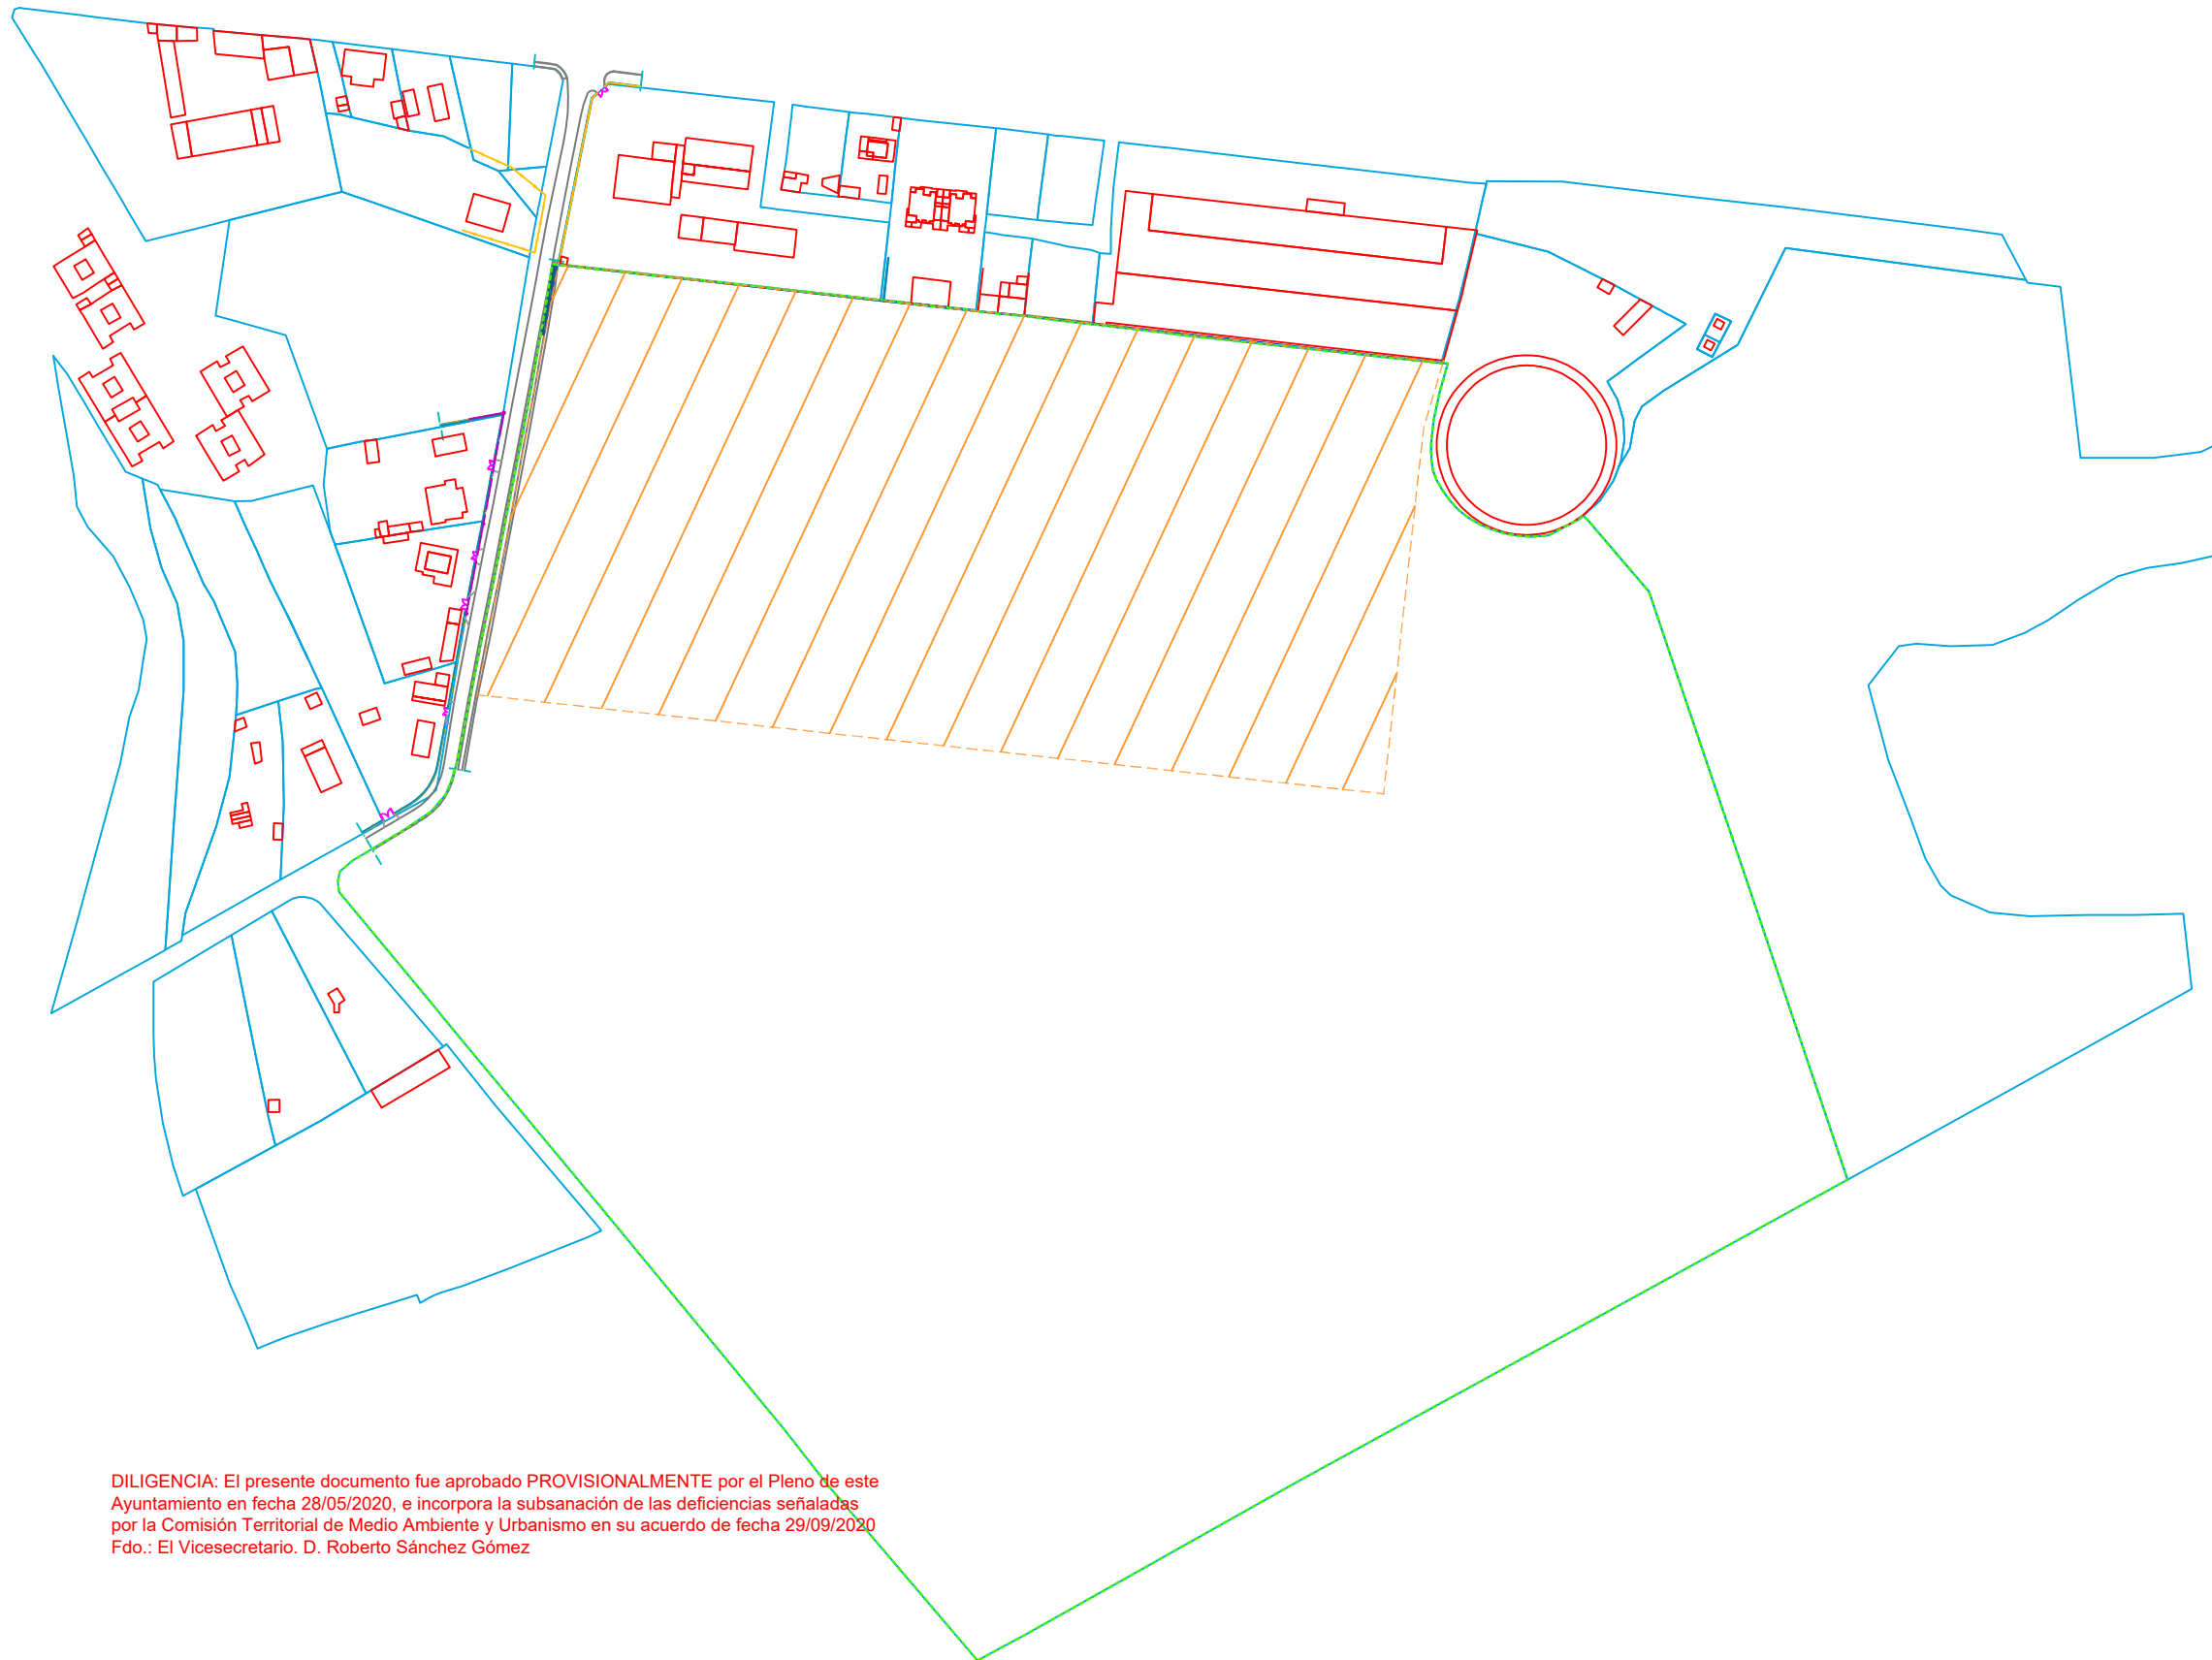 DILIGENCIA: El presente documento fue aprobado PROVISIONALMENTE por el Pleno de este
Ayuntamiento en fecha 28/05/2020, e incorpora la subsanación de las deficiencias señaladas
por la Comisión Territorial de Medio Ambiente y Urbanismo en su acuerdo de fecha 29/09/2020
Fdo.: El Vicesecretario. D. Roberto Sánchez Gómez